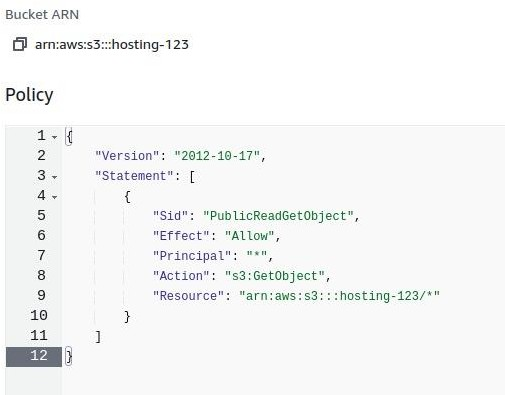 Bucket ARN
arn:aws:s3:::hosting-123
Policy
1 {
2     "Version": "2012-10-17",
3     "Statement": [
4         {
5             "Sid": "PublicReadGetObject",
6             "Effect": "Allow",
7             "Principal": "*",
8             "Action": "s3:GetObject",
9             "Resource": "arn:aws:s3:::hosting-123/*"
10         }
11     ]
12 }